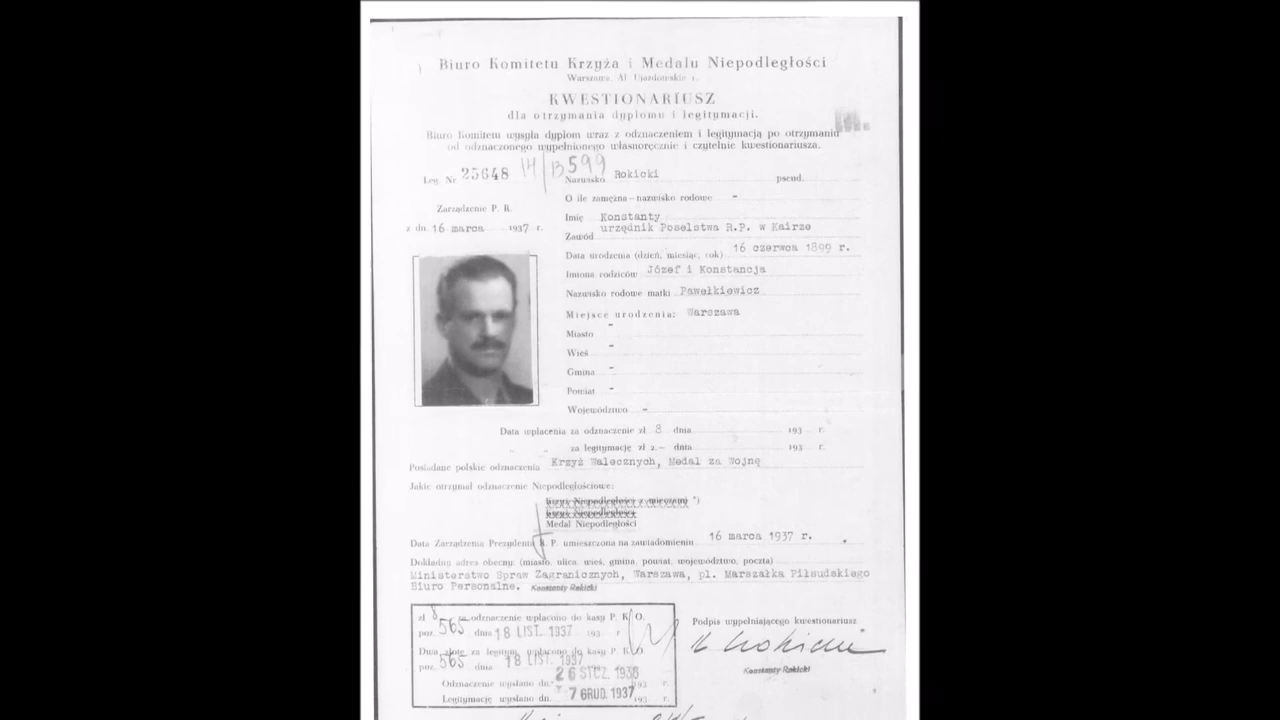 Biuro Komitetu Krzyża i Medalu Niepodległości
Warszawa, Al. Ujazdowskie 1.
KWESTIONARIUSZ
dla otrzymania dyplomu i legitymacji.
Biuro Komitetu wysyła dyplom wraz z odznaczeniem i legitymacją po otrzymaniu
od odznaczonego wypełnionego własnoręcznie i czytelnie kwestionariusza.
Leg. Nr 25648 14/13 599
Nazwisko Rokicki pseud.
O ile zamężna – nazwisko rodowe -
Zarządzenie P. R.
z dn. 16 marca 1937 r.
Imię Konstanty
Zawód urzędnik Poselstwa R.P. w Kairze
Data urodzenia (dzień, miesiąc, rok) 16 czerwca 1899 r.
Imiona rodziców Józef i Konstancja
Nazwisko rodowe matki Pawełkiewicz
Miejsce urodzenia: Warszawa
Miasto -
Wieś -
Gmina -
Powiat -
Województwo -
Data wpłacenia za odznaczenie zł 8 dnia 193 r.
za legitymację zł 2.– dnia 193 r.
Posiadane polskie odznaczenia Krzyż Walecznych, Medal za Wojnę
Jakie otrzymał odznaczenie Niepodległościowe:
Krzyż Niepodległości z mieczami *)
Krzyż Niepodległości
Medal Niepodległości
Data Zarządzenia Prezydenta R. P. umieszczona na zawiadomieniu 16 marca 1937 r.
Dokładny adres obecny: (miasto, ulica, wieś, gmina, powiat, województwo, poczta)
Ministerstwo Spraw Zagranicznych, Warszawa, pl. Marszałka Piłsudskiego
Biuro Personalne. Konstanty Rokicki
zł 8 za odznaczenie wpłacono do kasy P. K. O.
poz. 565 dnia 18 LIST. 1937 193 r
Dwa złote za legitym. wpłacono do kasy P. K. O.
poz. 565 dnia 18 LIST. 1937
Odznaczenie wysłano dn. 26 STCZ. 1938 193 r.
Legitymację wysłano dn. 7 GRUD. 1937 193 r.
Podpis wypełniającego kwestionariusz
K Rokicki
Konstanty Rokicki